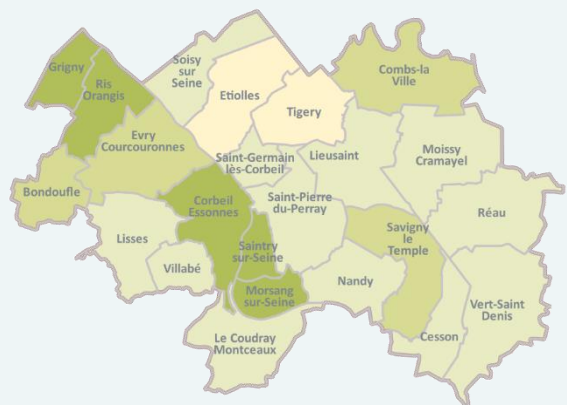 Soisy
sur
Seine
Grigny
Ris
Orangis
Combs-la
Ville
Etiolles
Tigery
Evry
Courcouronnes
Saint-Germain
lès-Corbeil
Lieusaint
Moissy
Cramayel
Bondoufle
Corbeil
Essonnes
Saint-Pierre
du-Perray
Réau
Savigny
le
Temple
Lisses
Saintry
sur-Seine
Villabé
Nandy
Morsang
sur-Seine
Vert-Saint
Denis
Le Coudray
Montceaux
Cesson